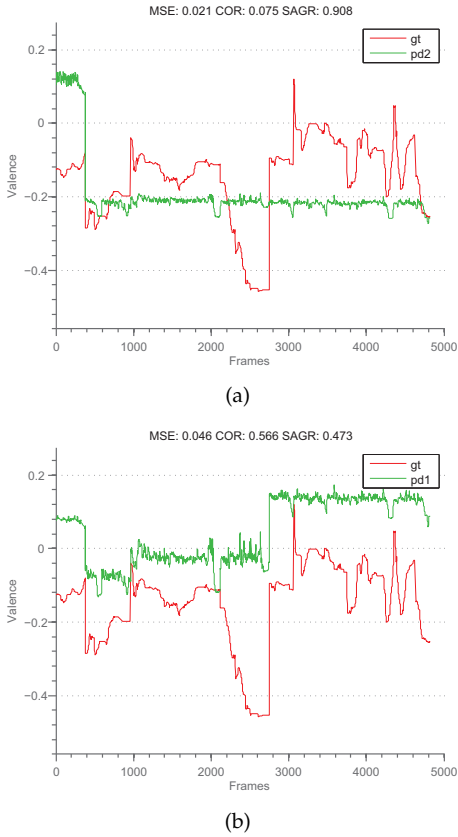 MSE: 0.021 COR: 0.075 SAGR: 0.908
gt
pd2
0.2
0
−0.2
−0.4
Valence
0 1000 2000 3000 4000 5000
Frames
(a)
MSE: 0.046 COR: 0.566 SAGR: 0.473
gt
pd1
0.2
0
−0.2
−0.4
Valence
0 1000 2000 3000 4000 5000
Frames
(b)